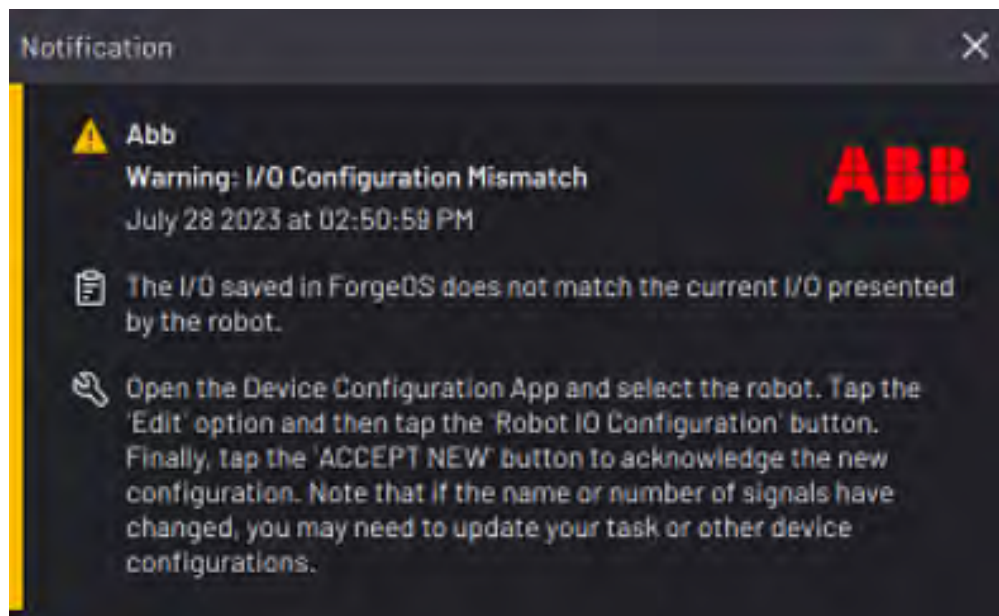 Notification
Abb
Warning: I/O Configuration Mismatch
ABB
July 28 2023 at 02:50:59 PM
The I/O saved in ForgeOS does not match the current I/O presented
by the robot.
Open the Device Configuration App and select the robot. Tap the
'Edit' option and then tap the 'Robot IO Configuration' button.
Finally, tap the 'ACCEPT NEW' button to acknowledge the new
configuration. Note that if the name or number of signals have
changed, you may need to update your task or other device
configurations.